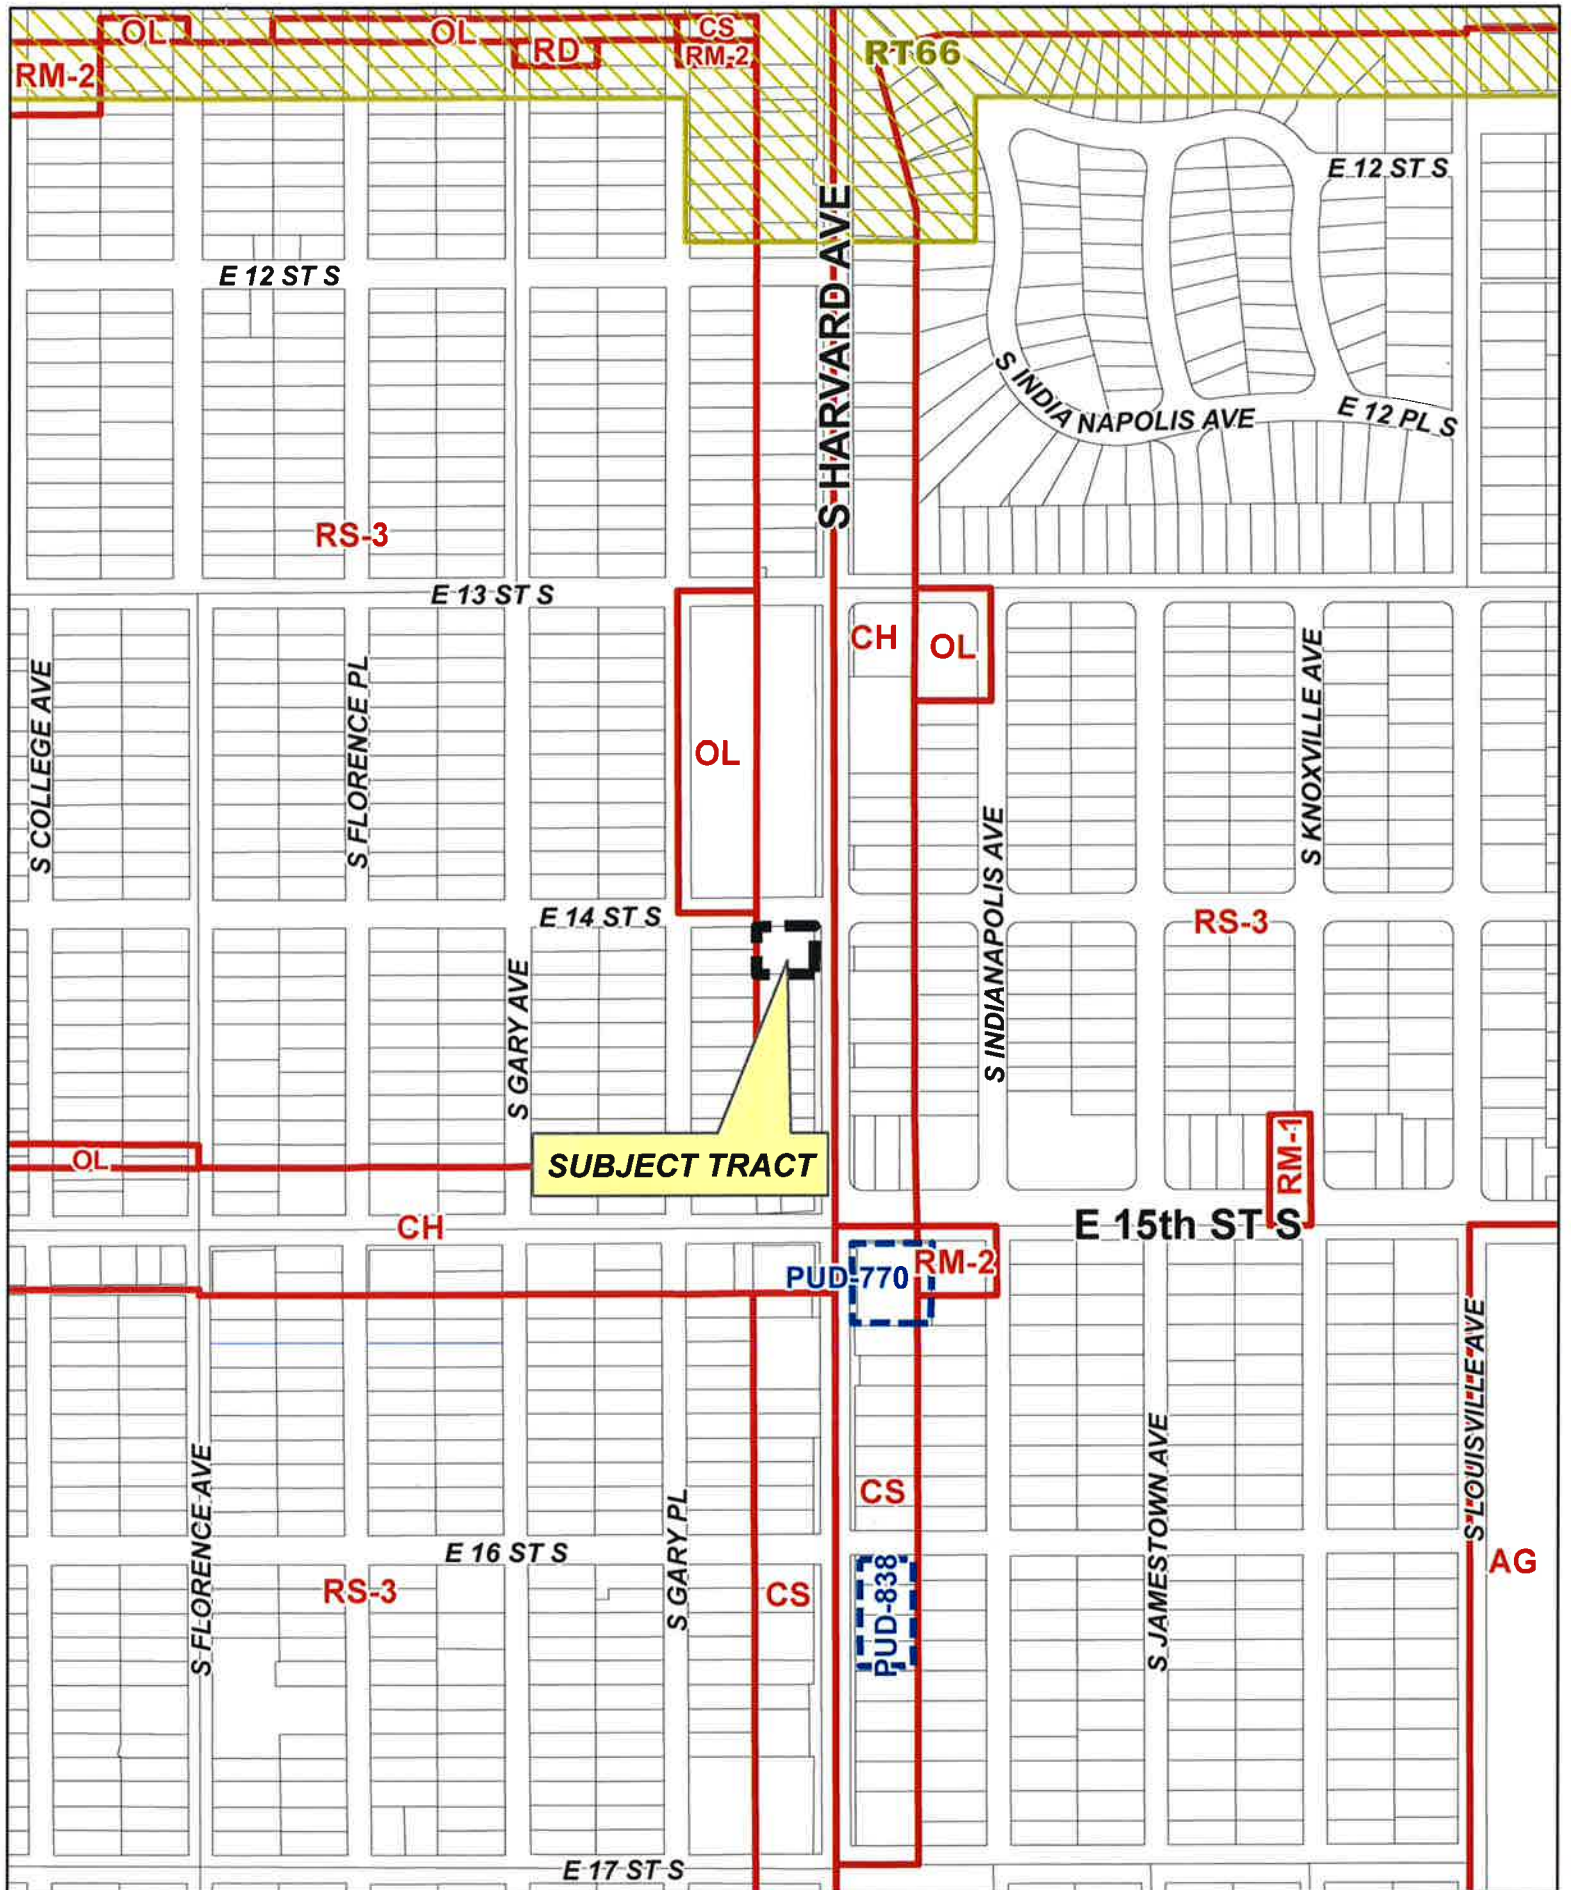 OL
OL
CS
RD
RM-2
RT66
RM-2
E 12 ST S
E 12 ST S
S HARVARD AVE
S INDIANAPOLIS AVE
E 12 PL S
RS-3
E 13 ST S
CH
OL
S COLLEGE AVE
S FLORENCE PL
OL
S KNOXVILLE AVE
S INDIANAPOLIS AVE
E 14 ST S
RS-3
S GARY AVE
OL
SUBJECT TRACT
RM-1
CH
E 15th ST S
PUD-770
RM-2
S LOUISVILLE AVE
CS
S FLORENCE AVE
S GARY PL
S JAMESTOWN AVE
E 16 ST S
RS-3
CS
PUD-838
AG
E 17 ST S